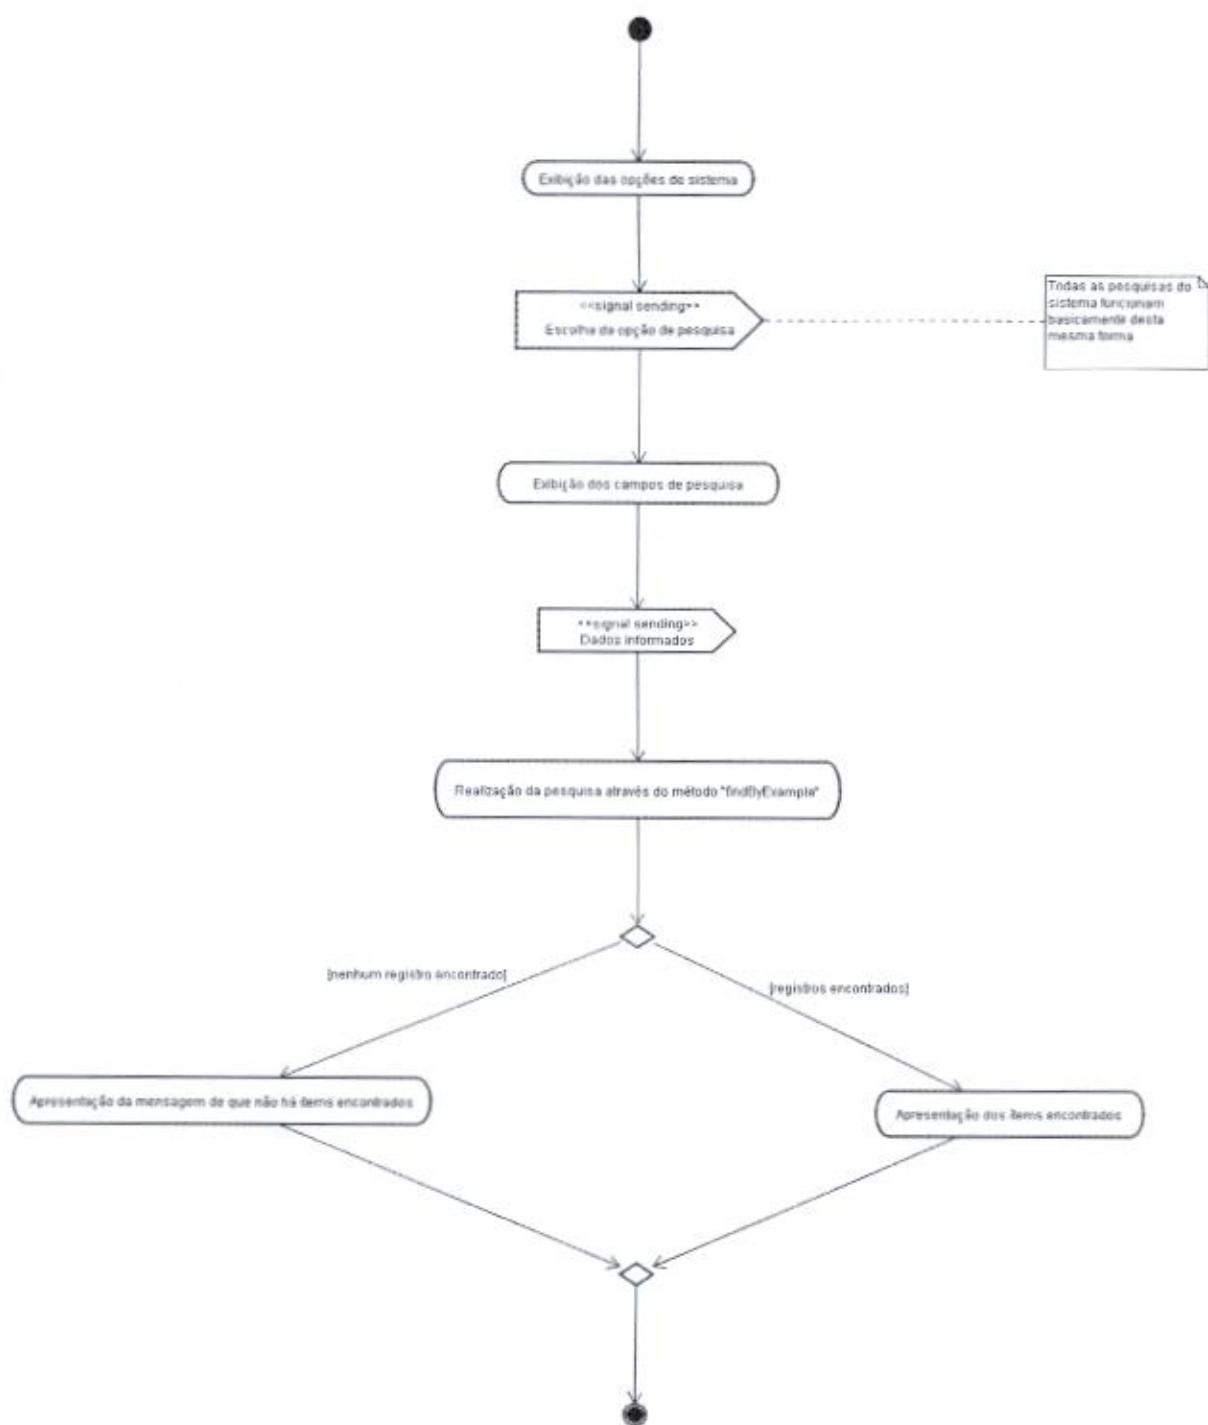 Exibição das opções do sistema
<<signal sending>>
Escolha da opção de pesquisa
Todas as pesquisas do
sistema funcionam
basicamente desta
mesma forma
Exibição dos campos de pesquisa
<<signal sending>>
Dados informados
Realização da pesquisa através do método "findByExample"
[nenhum registro encontrado]
[registros encontrados]
Apresentação da mensagem de que não há items encontrados
Apresentação dos items encontrados